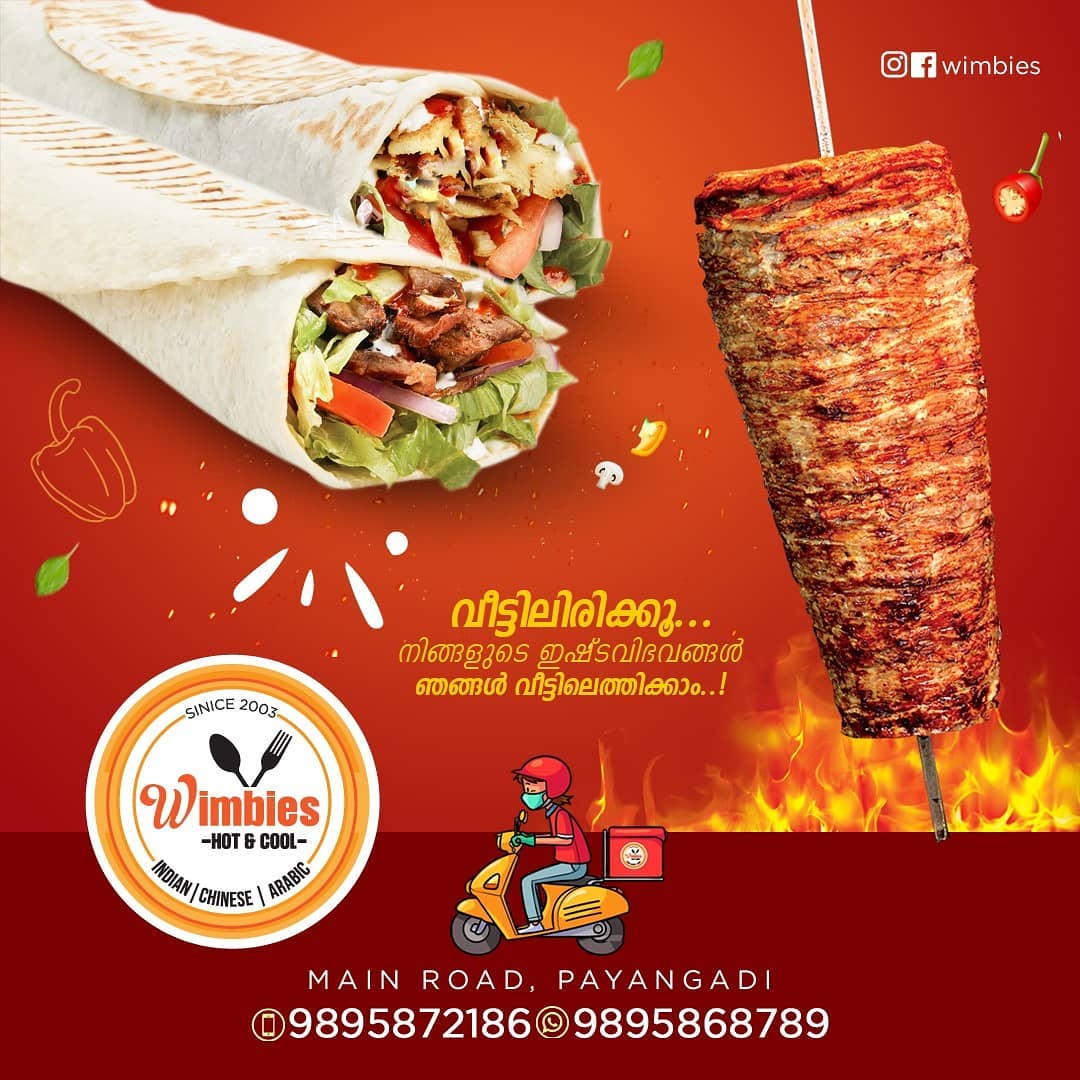 wimbies
വീട്ടിലിരിക്കൂ...
നിങ്ങളുടെ ഇഷ്ടവിഭവങ്ങൾ
ഞങ്ങൾ വീട്ടിലെത്തിക്കാം..!
SINICE 2003
Wimbies
-HOT & COOL-
INDIAN | CHINESE | ARABIC
MAIN ROAD, PAYANGADI
9895872186 9895868789